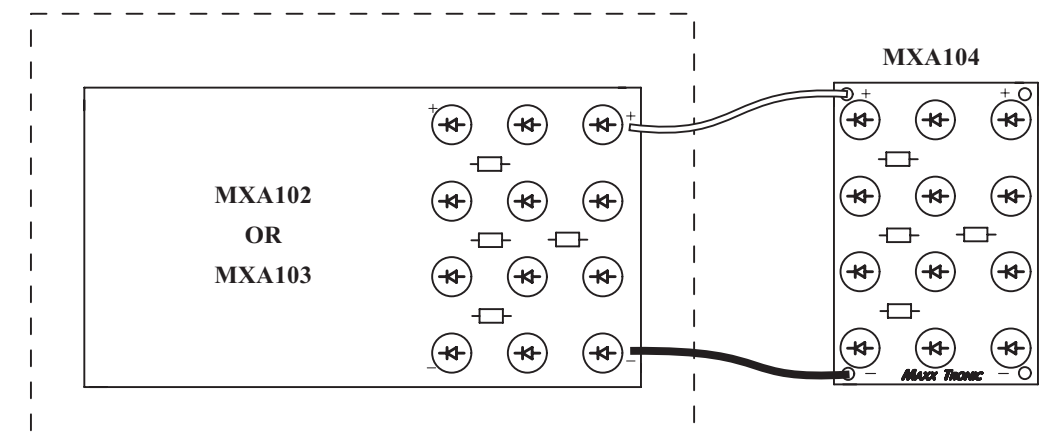 MXA104
MXA102
OR
MXA103
+ +
+ +
− −
− MAXX TRONIC −